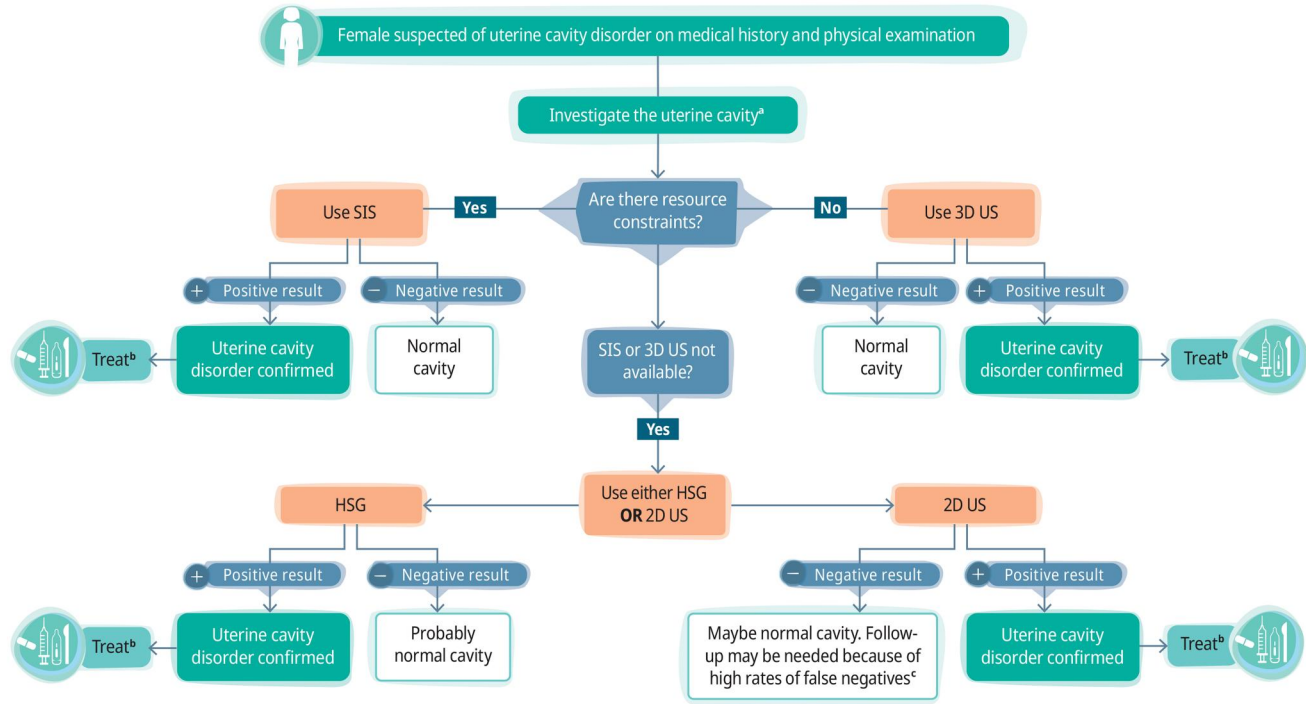 Female suspected of uterine cavity disorder on medical history and physical examination
Investigate the uterine cavityᵃ
Are there resource
constraints?
Yes
No
Use SIS
Use 3D US
+ Positive result
− Negative result
− Negative result
+ Positive result
Treatᵇ
Uterine cavity
disorder confirmed
Normal
cavity
SIS or 3D US not
available?
Normal
cavity
Uterine cavity
disorder confirmed
Treatᵇ
Yes
Use either HSG
OR 2D US
HSG
2D US
+ Positive result
− Negative result
− Negative result
+ Positive result
Treatᵇ
Uterine cavity
disorder confirmed
Probably
normal cavity
Maybe normal cavity. Follow-
up may be needed because of
high rates of false negativesᶜ
Uterine cavity
disorder confirmed
Treatᵇ